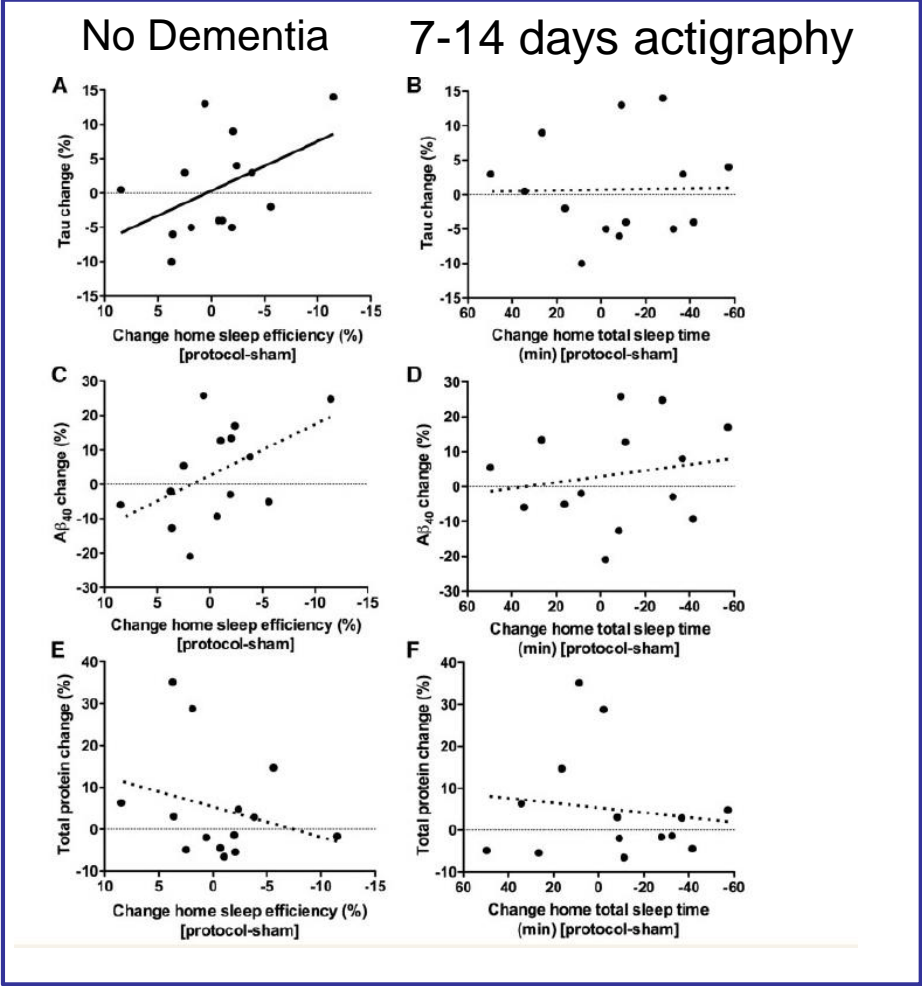 No Dementia
7-14 days actigraphy
A
Tau change (%)
15
10
5
0
-5
-10
-15
10 5 0 -5 -10 -15
Change home sleep efficiency (%)
[protocol-sham]
B
Tau change (%)
15
10
5
0
-5
-10
-15
60 40 20 0 -20 -40 -60
Change home total sleep time
(min) [protocol-sham]
C
Aβ40 change (%)
30
20
10
0
-10
-20
-30
10 5 0 -5 -10 -15
Change home sleep efficiency (%)
[protocol-sham]
D
Aβ40 change (%)
30
20
10
0
-10
-20
-30
60 40 20 0 -20 -40 -60
Change home total sleep time
(min) [protocol-sham]
E
Total protein change (%)
40
30
20
10
0
-10
10 5 0 -5 -10 -15
Change home sleep efficiency (%)
[protocol-sham]
F
Total protein change (%)
40
30
20
10
0
-10
60 40 20 0 -20 -40 -60
Change home total sleep time
(min) [protocol-sham]